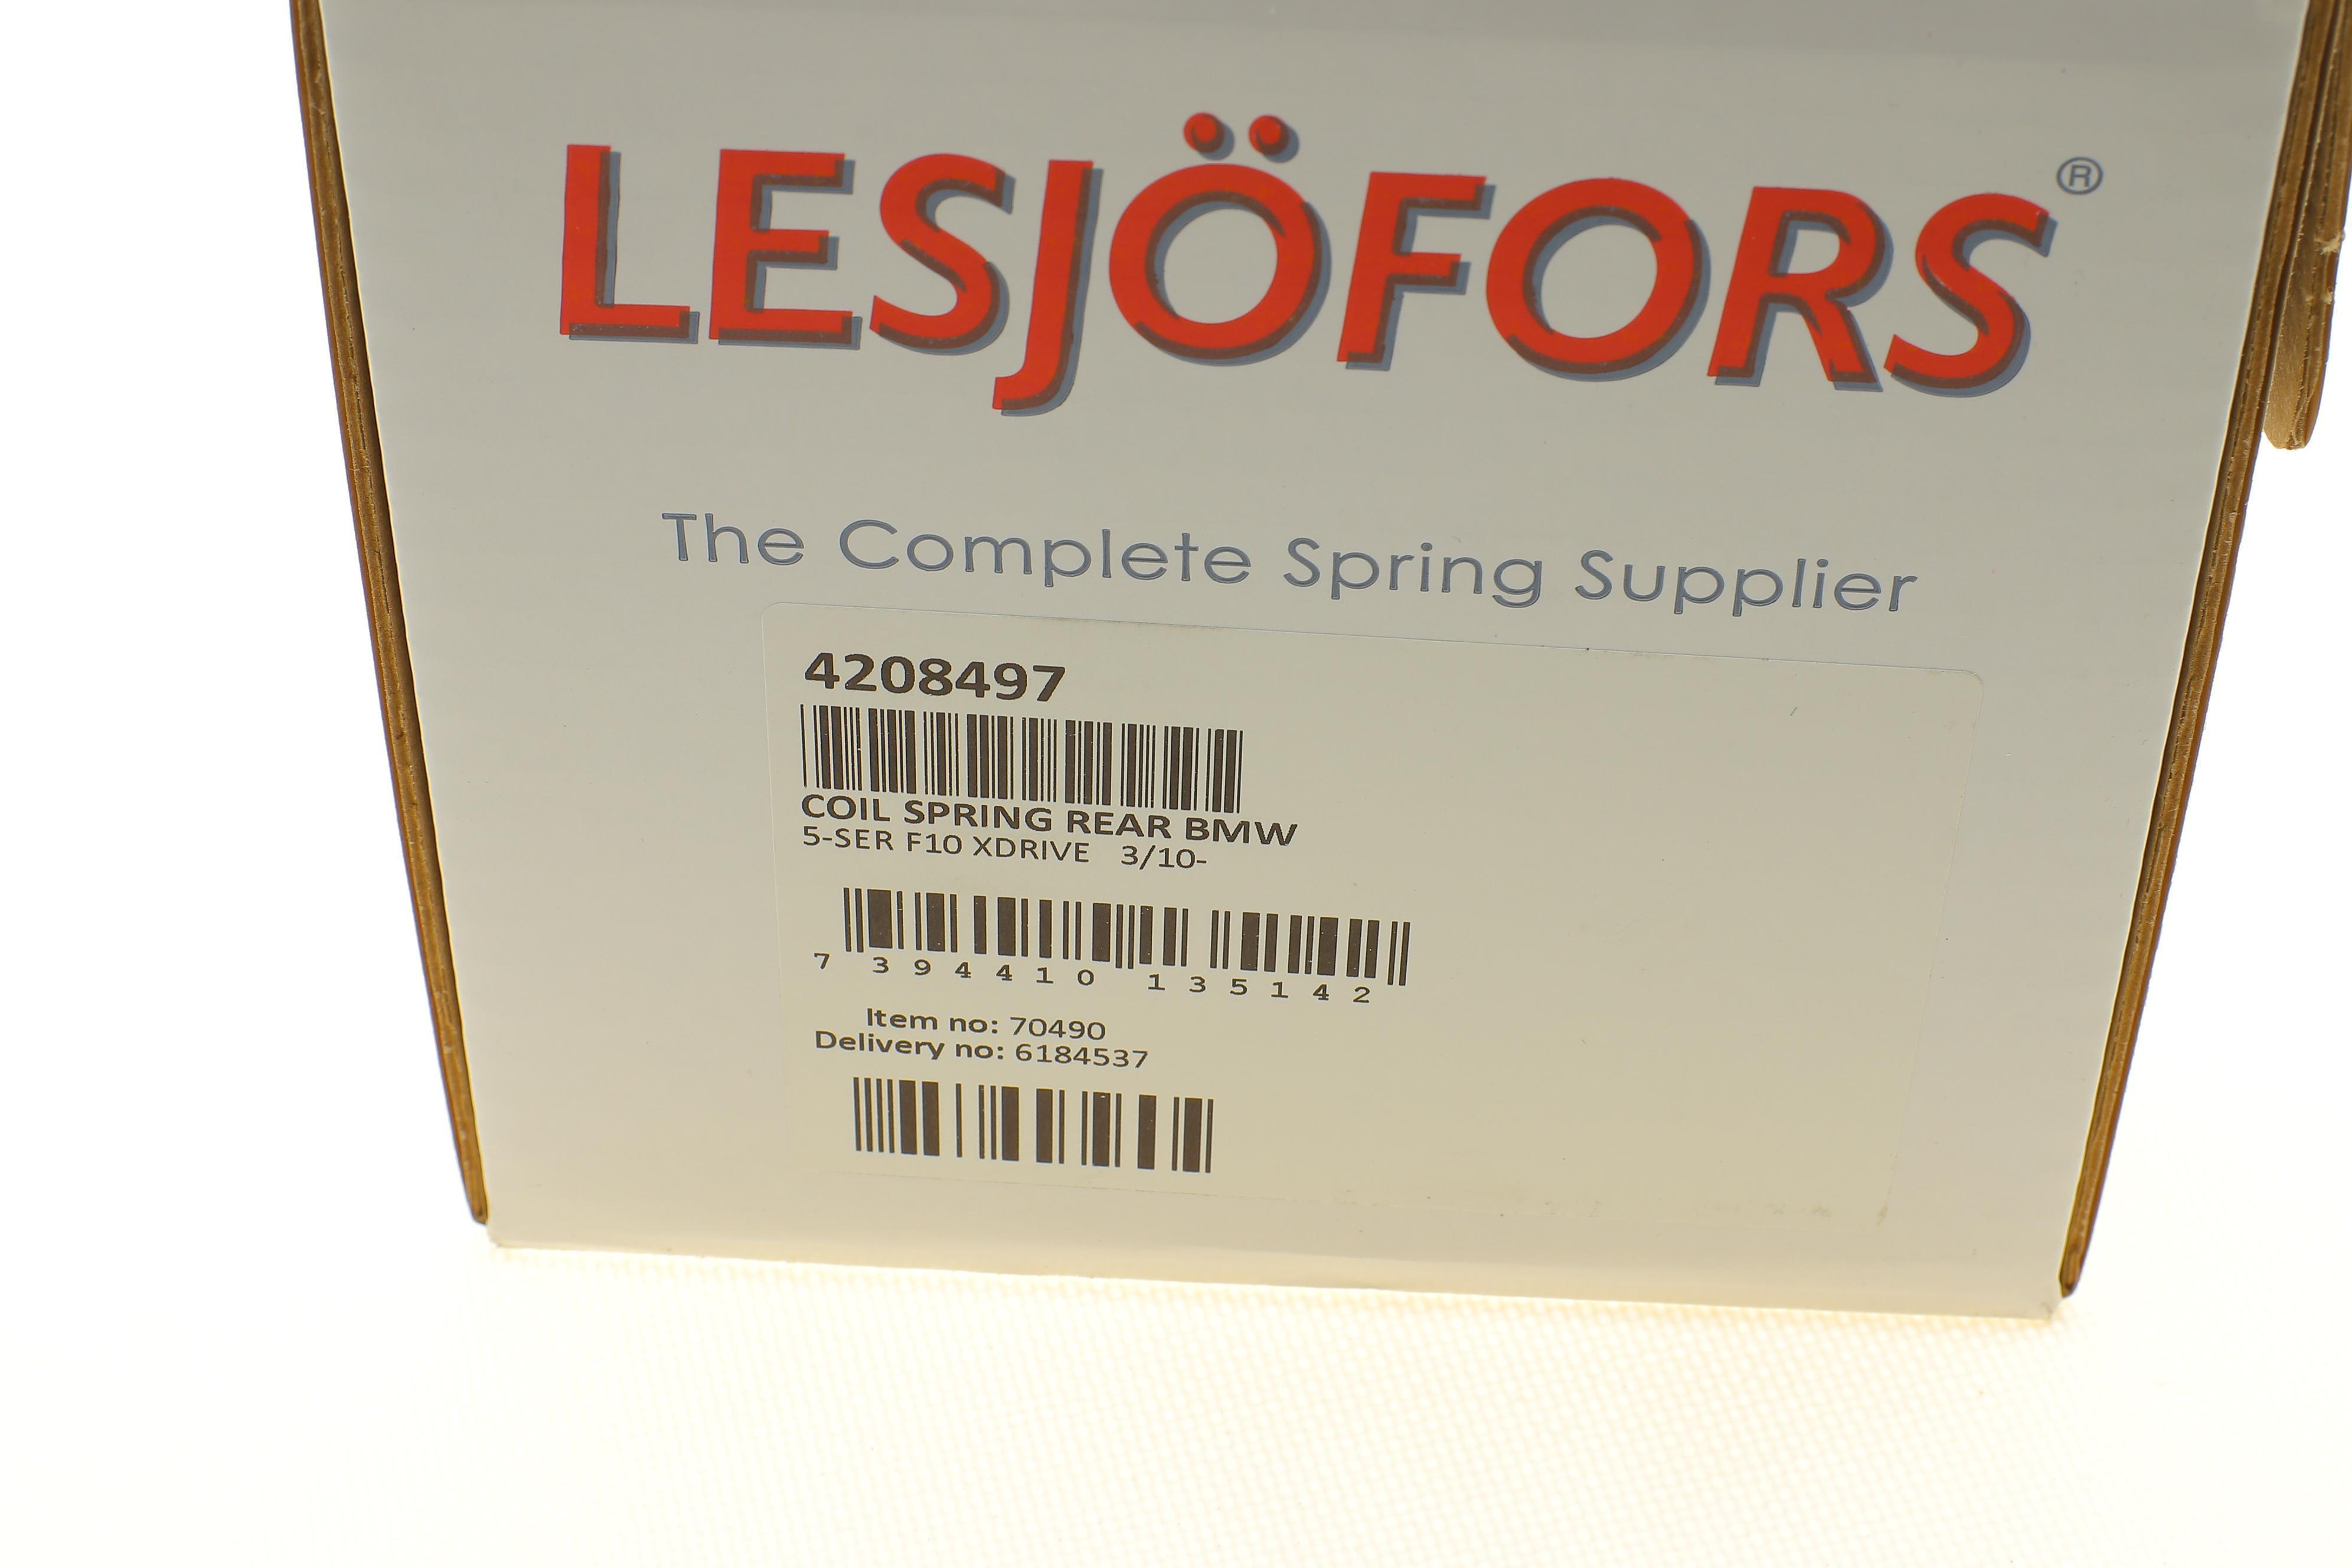 LESJÖFORS®
The Complete Spring Supplier
4208497
COIL SPRING REAR BMW
5-SER F10 XDRIVE 3/10-
7 394410 135142
Item no: 70490
Delivery no: 6184537